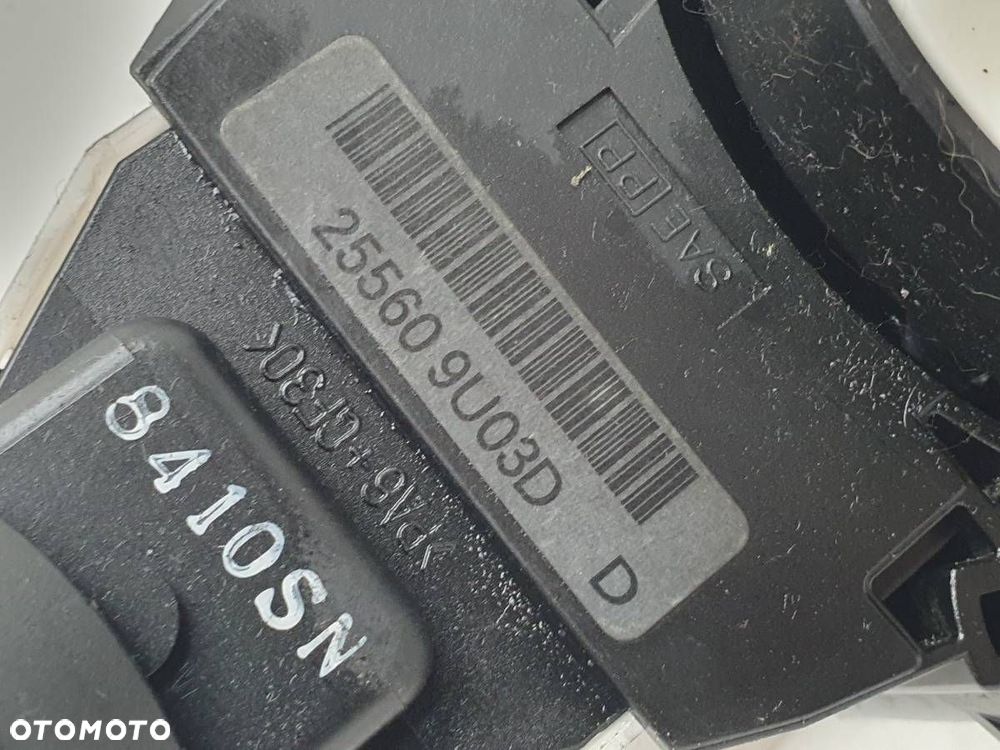 25560 9U03D D
SAE PP
>PA6+GF30<
8410SN
OTOMOTO